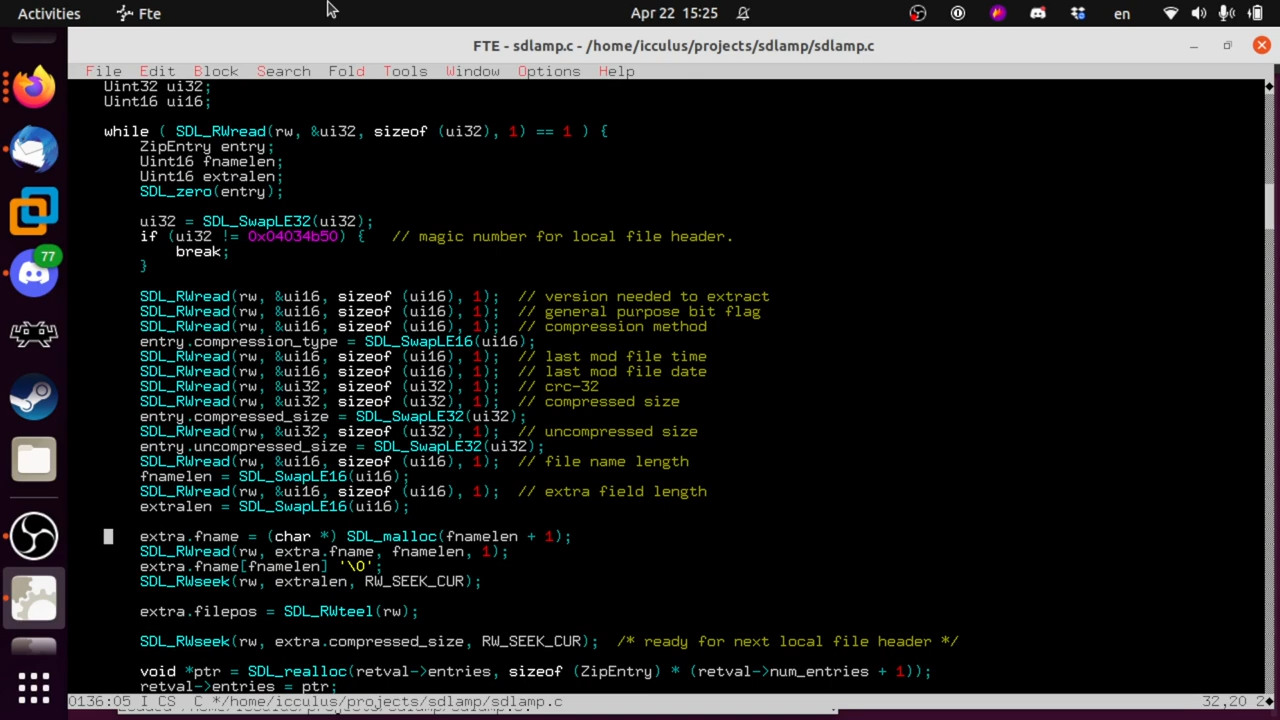 Activities
Fte
Apr 22 15:25
en
FTE - sdlamp.c - /home/icculus/projects/sdlamp/sdlamp.c
File Edit Block Search Fold Tools Window Options Help
Uint32 ui32;
Uint16 ui16;
while ( SDL_RWread(rw, &ui32, sizeof (ui32), 1) == 1 ) {
ZipEntry entry;
Uint16 fnamelen;
Uint16 extralen;
SDL_zero(entry);
ui32 = SDL_SwapLE32(ui32);
if (ui32 != 0x04034b50) { // magic number for local file header.
break;
}
SDL_RWread(rw, &ui16, sizeof (ui16), 1); // version needed to extract
SDL_RWread(rw, &ui16, sizeof (ui16), 1); // general purpose bit flag
SDL_RWread(rw, &ui16, sizeof (ui16), 1); // compression method
entry.compression_type = SDL_SwapLE16(ui16);
SDL_RWread(rw, &ui16, sizeof (ui16), 1); // last mod file time
SDL_RWread(rw, &ui16, sizeof (ui16), 1); // last mod file date
SDL_RWread(rw, &ui32, sizeof (ui32), 1); // crc-32
SDL_RWread(rw, &ui32, sizeof (ui32), 1); // compressed size
entry.compressed_size = SDL_SwapLE32(ui32);
SDL_RWread(rw, &ui32, sizeof (ui32), 1); // uncompressed size
entry.uncompressed_size = SDL_SwapLE32(ui32);
SDL_RWread(rw, &ui16, sizeof (ui16), 1); // file name length
fnamelen = SDL_SwapLE16(ui16);
SDL_RWread(rw, &ui16, sizeof (ui16), 1); // extra field length
extralen = SDL_SwapLE16(ui16);
extra.fname = (char *) SDL_malloc(fnamelen + 1);
SDL_RWread(rw, extra.fname, fnamelen, 1);
extra.fname[fnamelen] '\0';
SDL_RWseek(rw, extralen, RW_SEEK_CUR);
extra.filepos = SDL_RWteel(rw);
SDL_RWseek(rw, extra.compressed_size, RW_SEEK_CUR); /* ready for next local file header */
void *ptr = SDL_realloc(retval->entries, sizeof (ZipEntry) * (retval->num_entries + 1));
retval->entries = ptr;
0136:05 I CS C */home/icculus/projects/sdlamp/sdlamp.c
32,20 2
77